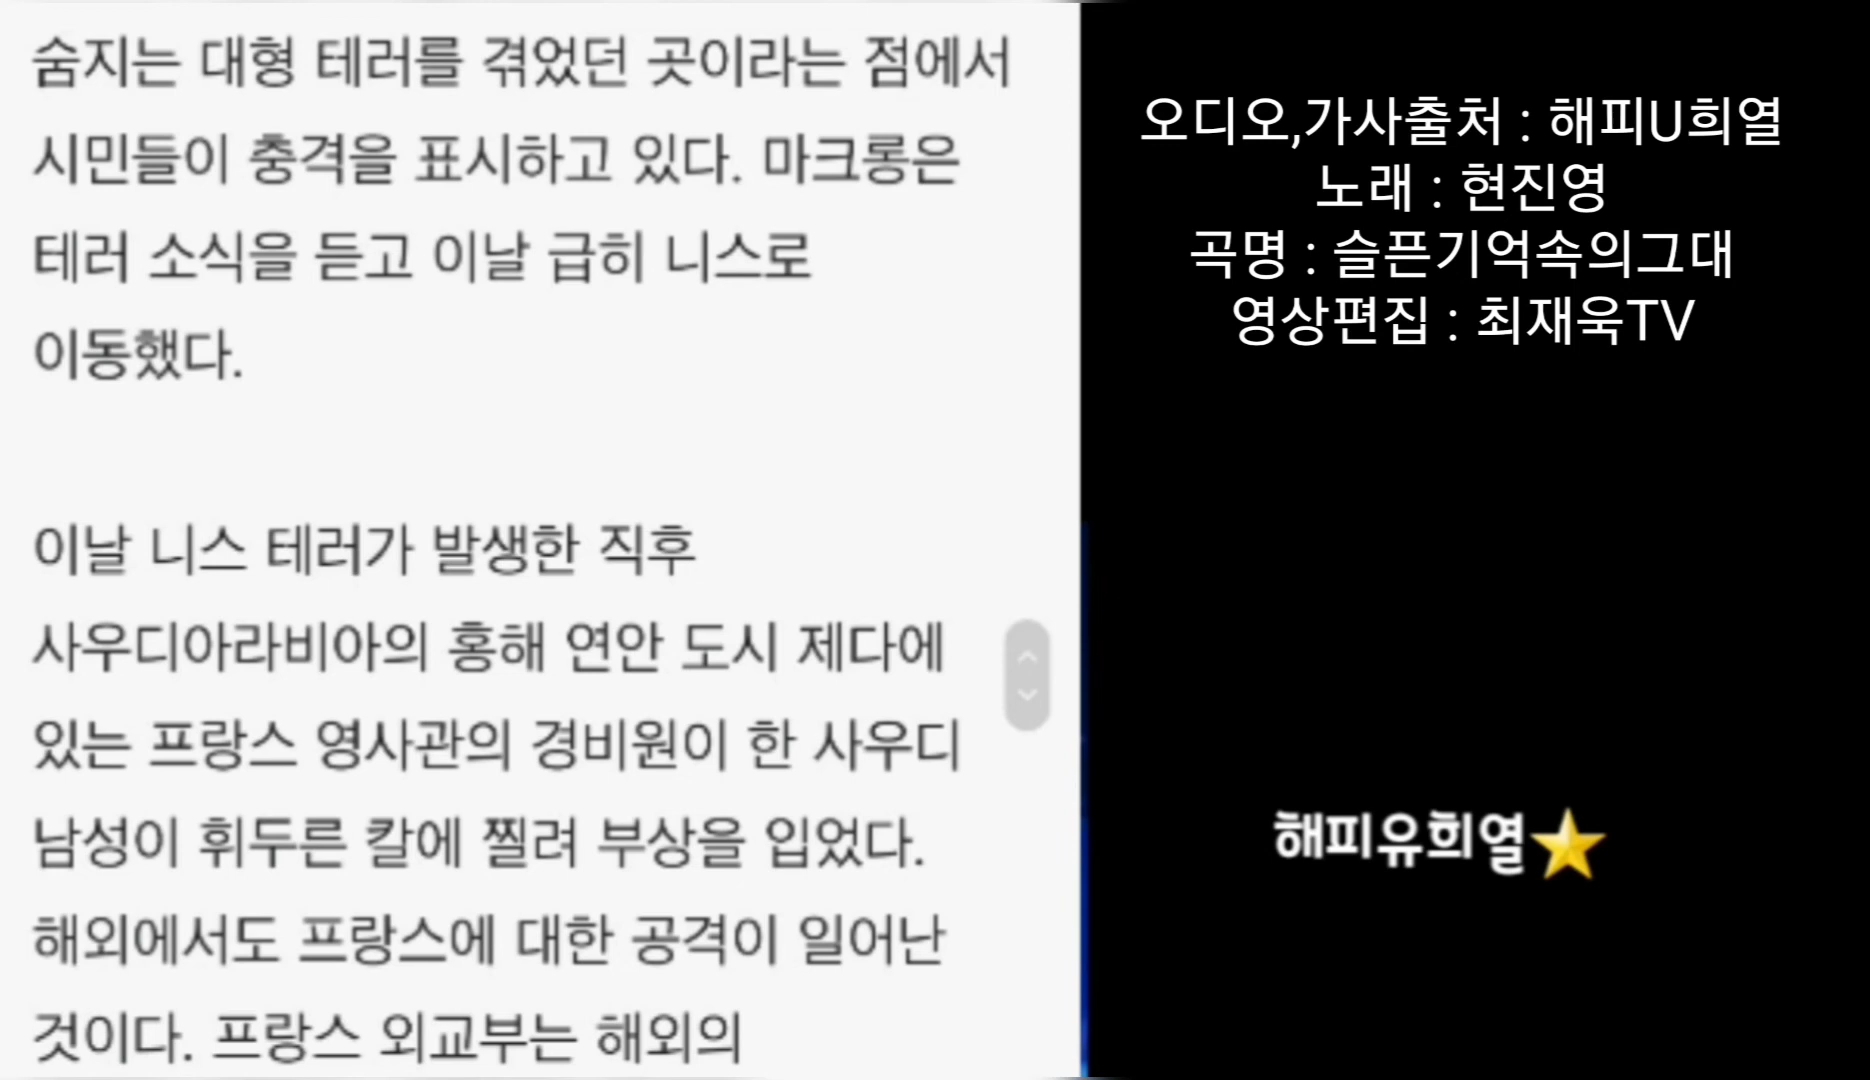 숨지는 대형 테러를 겪었던 곳이라는 점에서
시민들이 충격을 표시하고 있다. 마크롱은
테러 소식을 듣고 이날 급히 니스로
이동했다.
이날 니스 테러가 발생한 직후
사우디아라비아의 홍해 연안 도시 제다에
있는 프랑스 영사관의 경비원이 한 사우디
남성이 휘두른 칼에 찔려 부상을 입었다.
해외에서도 프랑스에 대한 공격이 일어난
것이다. 프랑스 외교부는 해외의
오디오,가사출처 : 해피U희열
노래 : 현진영
곡명 : 슬픈기억속의그대
영상편집 : 최재욱TV
해피유희열